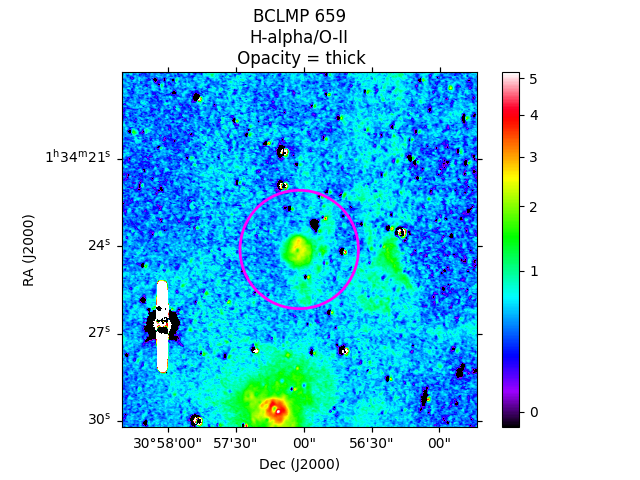 BCLMP 659
H-alpha/O-II
Opacity = thick
RA (J2000)
1ʰ34ᵐ21ˢ
24ˢ
27ˢ
30ˢ
30°58'00"
57'30"
00"
56'30"
00"
Dec (J2000)
5
4
3
2
1
0